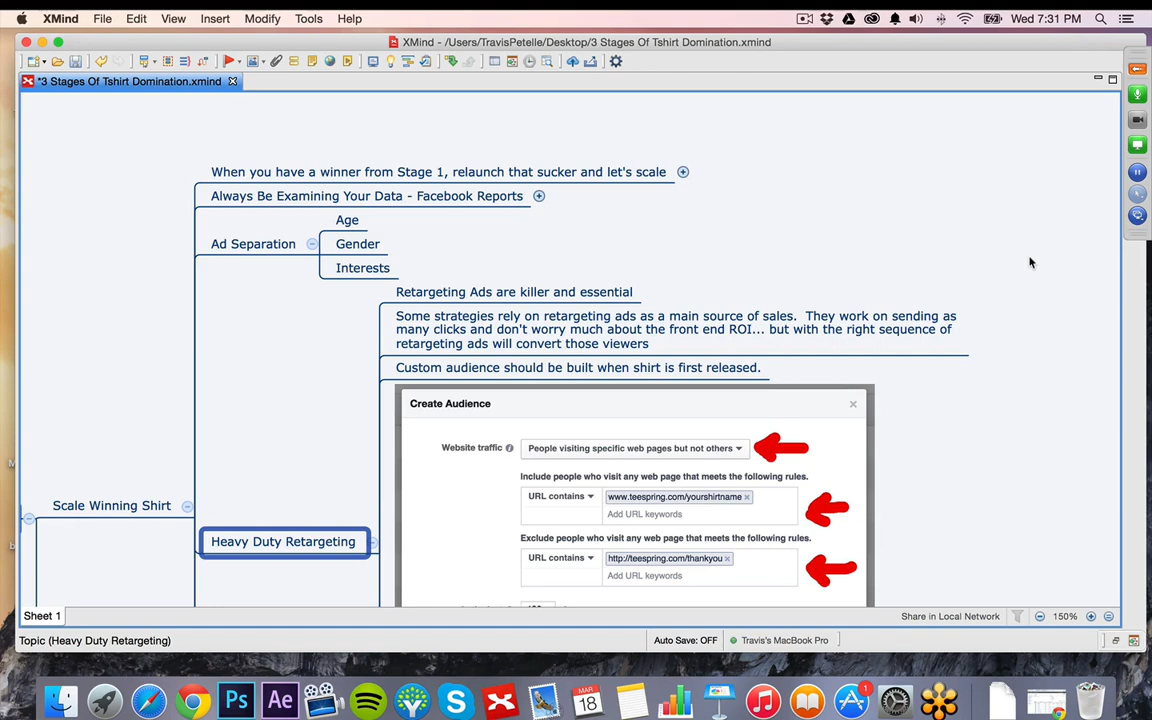 XMind File Edit View Insert Modify Tools Help Wed 7:31 PM
XMind - /Users/TravisPetelle/Desktop/3 Stages Of Tshirt Domination.xmind
*3 Stages Of Tshirt Domination.xmind
When you have a winner from Stage 1, relaunch that sucker and let's scale
Always Be Examining Your Data - Facebook Reports
Age
Ad Separation
Gender
Interests
Retargeting Ads are killer and essential
Some strategies rely on retargeting ads as a main source of sales. They work on sending as
many clicks and don't worry much about the front end ROI... but with the right sequence of
retargeting ads will convert those viewers
Custom audience should be built when shirt is first released.
Create Audience
Website traffic
People visiting specific web pages but not others
Include people who visit any web page that meets the following rules.
URL contains
www.teespring.com/yourshirtname
Add URL keywords
Exclude people who visit any web page that meets the following rules.
URL contains
http://teespring.com/thankyou
Add URL keywords
Scale Winning Shirt
Heavy Duty Retargeting
Sheet 1
Share in Local Network
150%
Topic (Heavy Duty Retargeting)
Auto Save: OFF
Travis's MacBook Pro
Ps
Ae
MAR
18
1